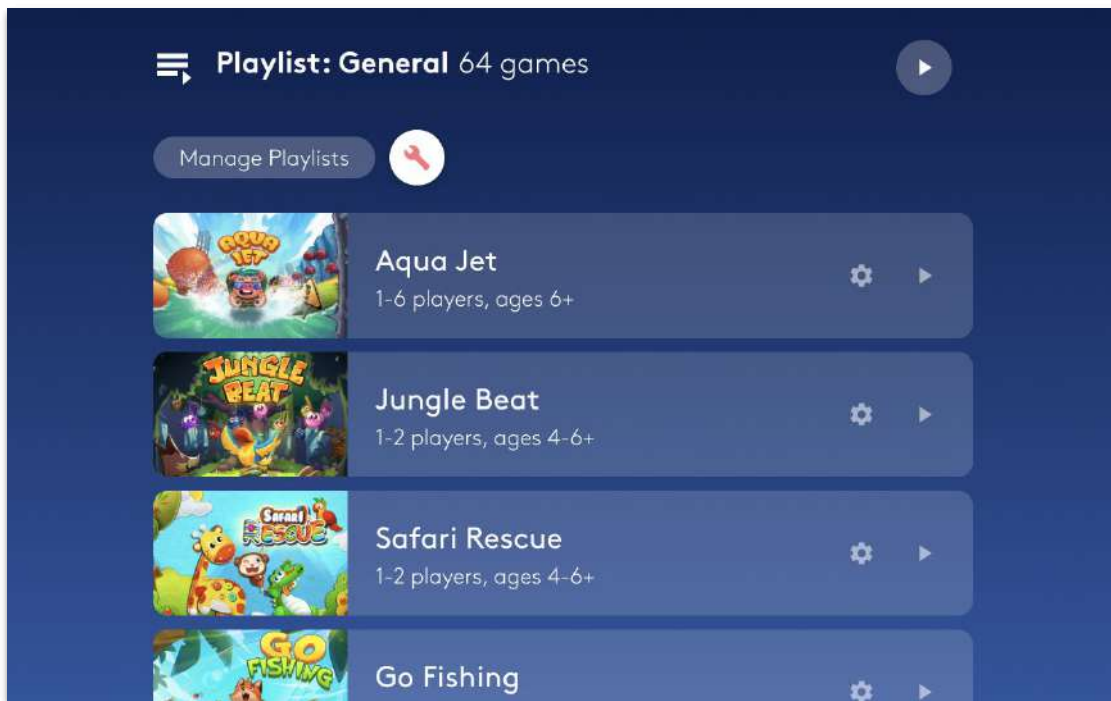 Playlist: General 64 games
Manage Playlists
AQUA
JET
Aqua Jet
1-6 players, ages 6+
JUNGLE
BEAT
Jungle Beat
1-2 players, ages 4-6+
SAFARI
RESCUE
Safari Rescue
1-2 players, ages 4-6+
GO
FISHING
Go Fishing